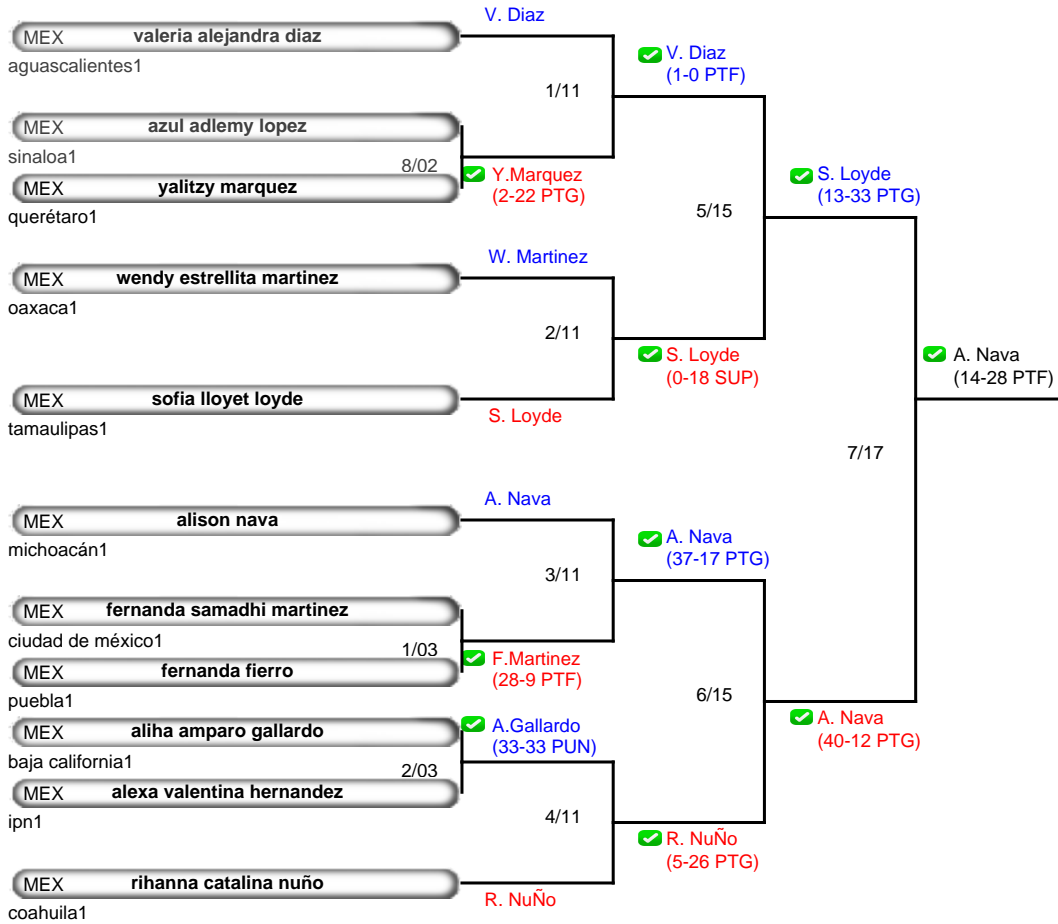 V. Diaz
MEX valeria alejandra diaz
aguascalientes1
V. Diaz
(1-0 PTF)
1/11
MEX azul adlemy lopez
sinaloa1
8/02
Y.Marquez
(2-22 PTG)
MEX yalitzy marquez
querétaro1
S. Loyde
(13-33 PTG)
5/15
W. Martinez
MEX wendy estrellita martinez
oaxaca1
2/11
S. Loyde
(0-18 SUP)
A. Nava
(14-28 PTF)
MEX sofia lloyet loyde
tamaulipas1
S. Loyde
7/17
A. Nava
MEX alison nava
michoacán1
A. Nava
(37-17 PTG)
3/11
MEX fernanda samadhi martinez
ciudad de méxico1
1/03
F.Martinez
(28-9 PTF)
MEX fernanda fierro
puebla1
6/15
A. Nava
(40-12 PTG)
MEX aliha amparo gallardo
baja california1
A.Gallardo
(33-33 PUN)
2/03
MEX alexa valentina hernandez
ipn1
4/11
R. NuÑo
(5-26 PTG)
MEX rihanna catalina nuño
coahuila1
R. NuÑo